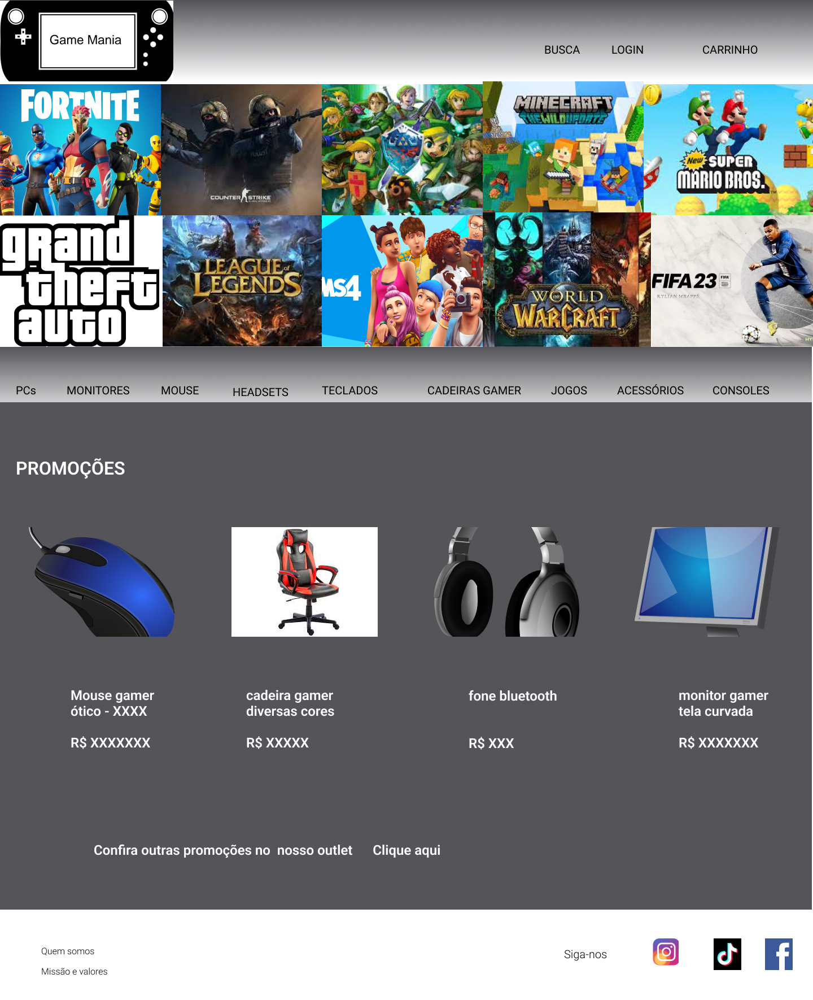 Game Mania
BUSCA LOGIN CARRINHO
FORTNITE
COUNTER STRIKE
MINECRAFT
THE WILD UPDATE
New SUPER
MARIO BROS.
grand
theft
auto
LEAGUE of
LEGENDS
MS4
WORLD
OF
WARCRAFT
FIFA 23
FIFA
KYLIAN MBAPPÉ
HY
PCs MONITORES MOUSE HEADSETS TECLADOS CADEIRAS GAMER JOGOS ACESSÓRIOS CONSOLES
PROMOÇÕES
Mouse gamer
ótico - XXXX
R$ XXXXXXX
cadeira gamer
diversas cores
R$ XXXXX
fone bluetooth
R$ XXX
monitor gamer
tela curvada
R$ XXXXXXX
Confira outras promoções no nosso outlet Clique aqui
Quem somos
Missão e valores
Siga-nos